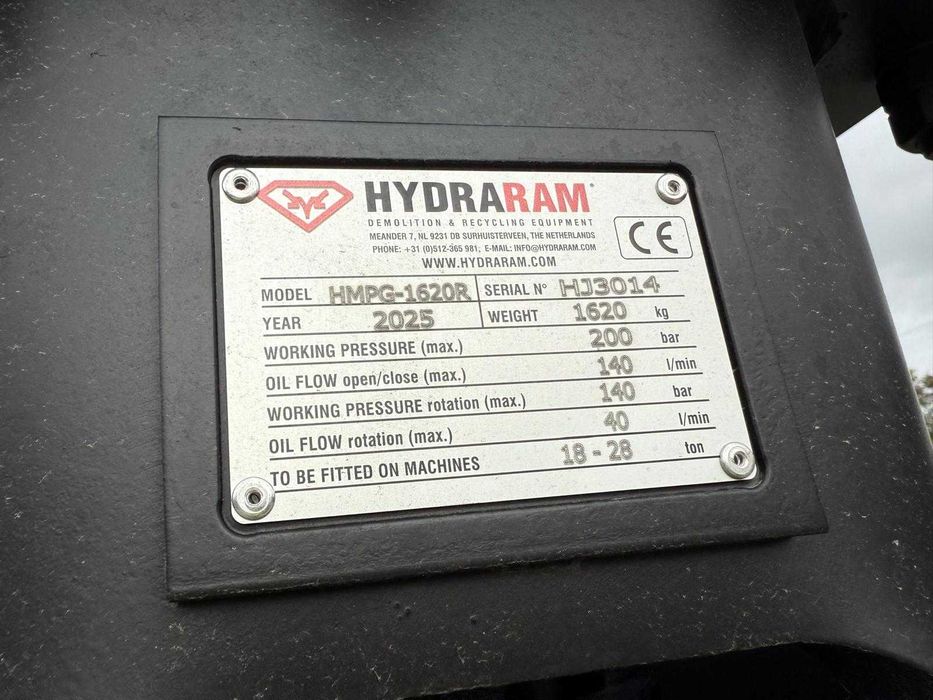 HYDRARAM®
DEMOLITION & RECYCLING EQUIPMENT
MEANDER 7, NL 9231 DB SURHUISTERVEEN, THE NETHERLANDS
PHONE: +31 (0)512-365 981; E-MAIL: INFO@HYDRARAM.COM
WWW.HYDRARAM.COM
CE
MODEL HMPG-1620R SERIAL N° HJ3014
YEAR 2025 WEIGHT 1620 kg
WORKING PRESSURE (max.) 200 bar
OIL FLOW open/close (max.) 140 l/min
WORKING PRESSURE rotation (max.) 140 bar
OIL FLOW rotation (max.) 40 l/min
TO BE FITTED ON MACHINES 18 - 28 ton